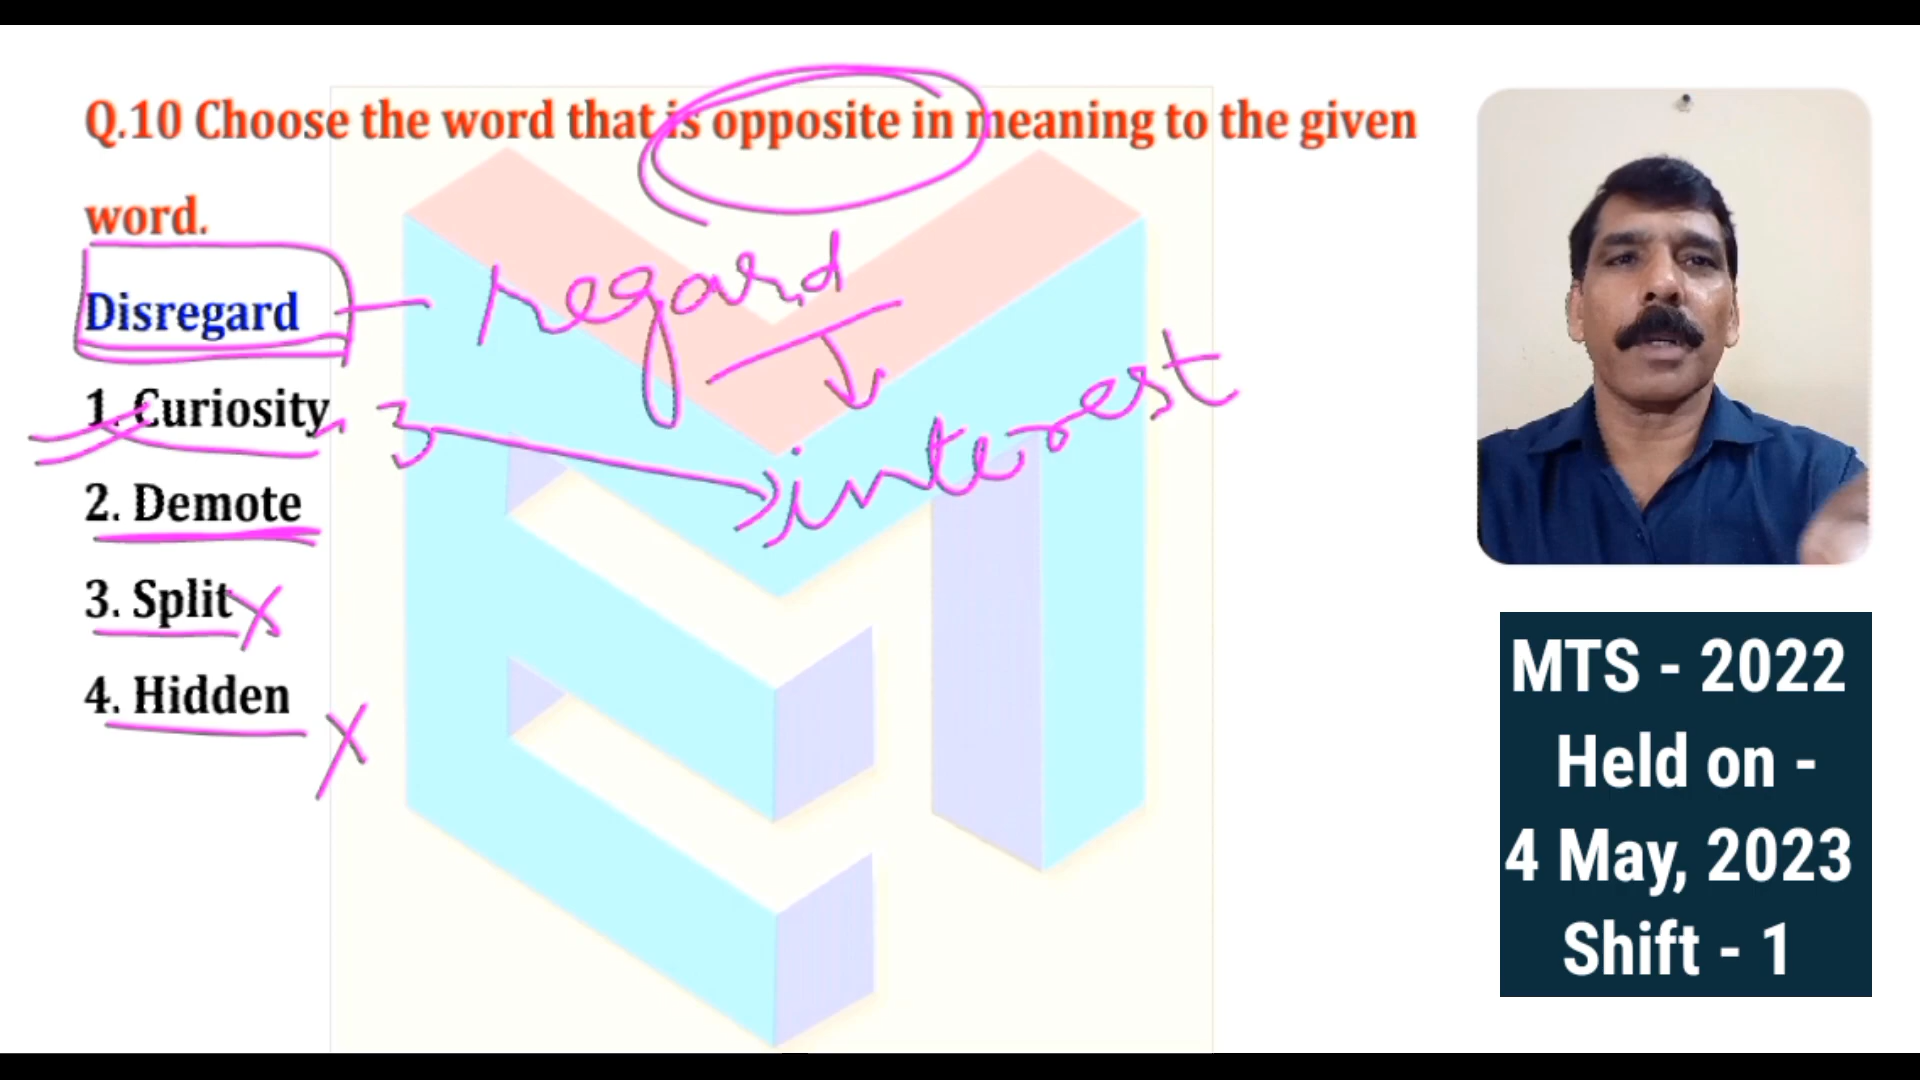 Q.10 Choose the word that is opposite in meaning to the given
word.
Disregard
regard
interest
1. Curiosity
2. Demote
3. Split
4. Hidden
MTS - 2022
Held on -
4 May, 2023
Shift - 1